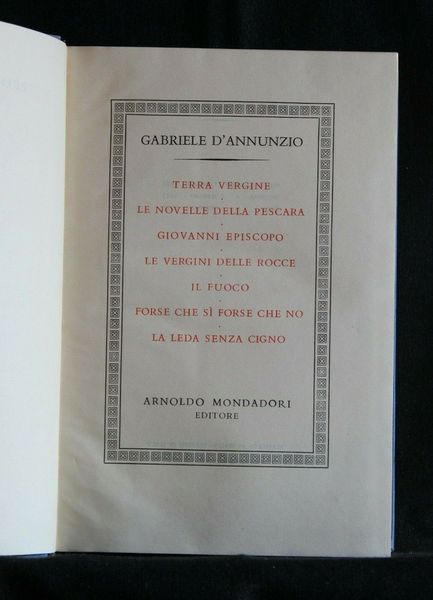 GABRIELE D'ANNUNZIO
TERRA VERGINE
LE NOVELLE DELLA PESCARA
GIOVANNI EPISCOPO
LE VERGINI DELLE ROCCE
IL FUOCO
FORSE CHE SÌ FORSE CHE NO
LA LEDA SENZA CIGNO
ARNOLDO MONDADORI
EDITORE